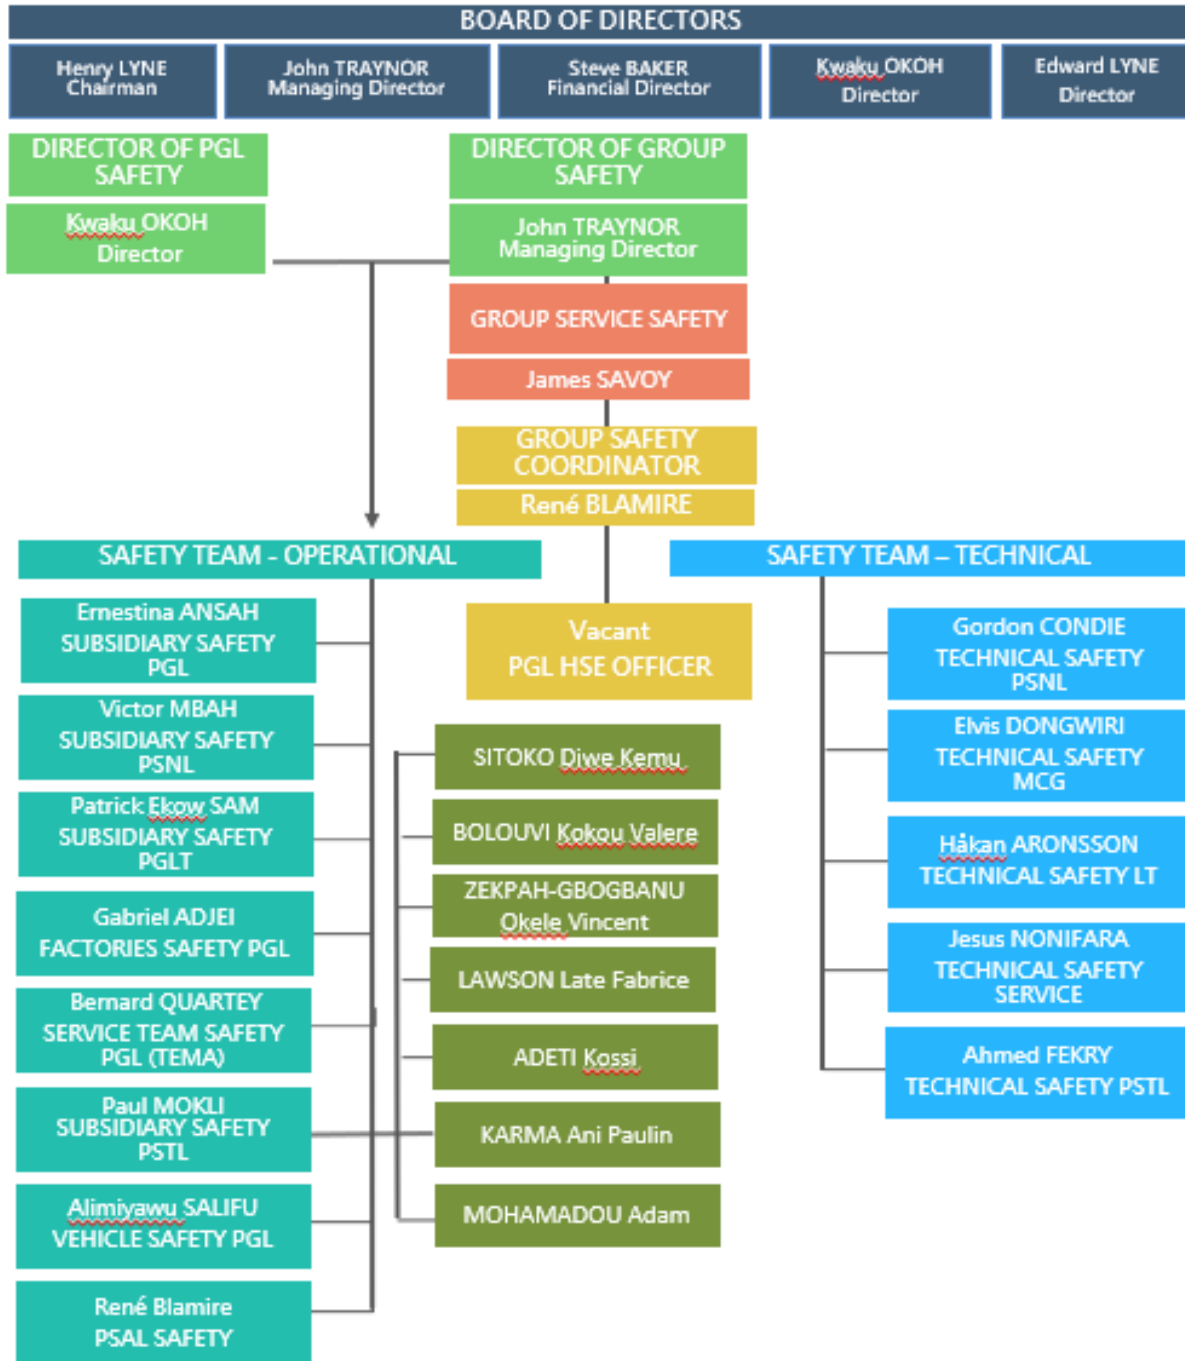 BOARD OF DIRECTORS
Henry LYNE
Chairman
John TRAYNOR
Managing Director
Steve BAKER
Financial Director
Kwaku OKOH
Director
Edward LYNE
Director
DIRECTOR OF PGL
SAFETY
Kwaku OKOH
Director
DIRECTOR OF GROUP
SAFETY
John TRAYNOR
Managing Director
GROUP SERVICE SAFETY
James SAVOY
GROUP SAFETY
COORDINATOR
René BLAMIRE
SAFETY TEAM - OPERATIONAL
Ernestina ANSAH
SUBSIDIARY SAFETY
PGL
Victor MBAH
SUBSIDIARY SAFETY
PSNL
Patrick Ekow SAM
SUBSIDIARY SAFETY
PGLT
Gabriel ADJEI
FACTORIES SAFETY PGL
Bernard QUARTEY
SERVICE TEAM SAFETY
PGL (TEMA)
Paul MOKLI
SUBSIDIARY SAFETY
PSTL
Alimiyawu SALIFU
VEHICLE SAFETY PGL
René Blamire
PSAL SAFETY
Vacant
PGL HSE OFFICER
SITOKO Diwe Kemu
BOLOUVI Kokou Valere
ZEKPAH-GBOGBANU
Okele Vincent
LAWSON Late Fabrice
ADETI Kossi
KARMA Ani Paulin
MOHAMADOU Adam
SAFETY TEAM – TECHNICAL
Gordon CONDIE
TECHNICAL SAFETY
PSNL
Elvis DONGWIRI
TECHNICAL SAFETY
MCG
Håkan ARONSSON
TECHNICAL SAFETY LT
Jesus NONIFARA
TECHNICAL SAFETY
SERVICE
Ahmed FEKRY
TECHNICAL SAFETY PSTL